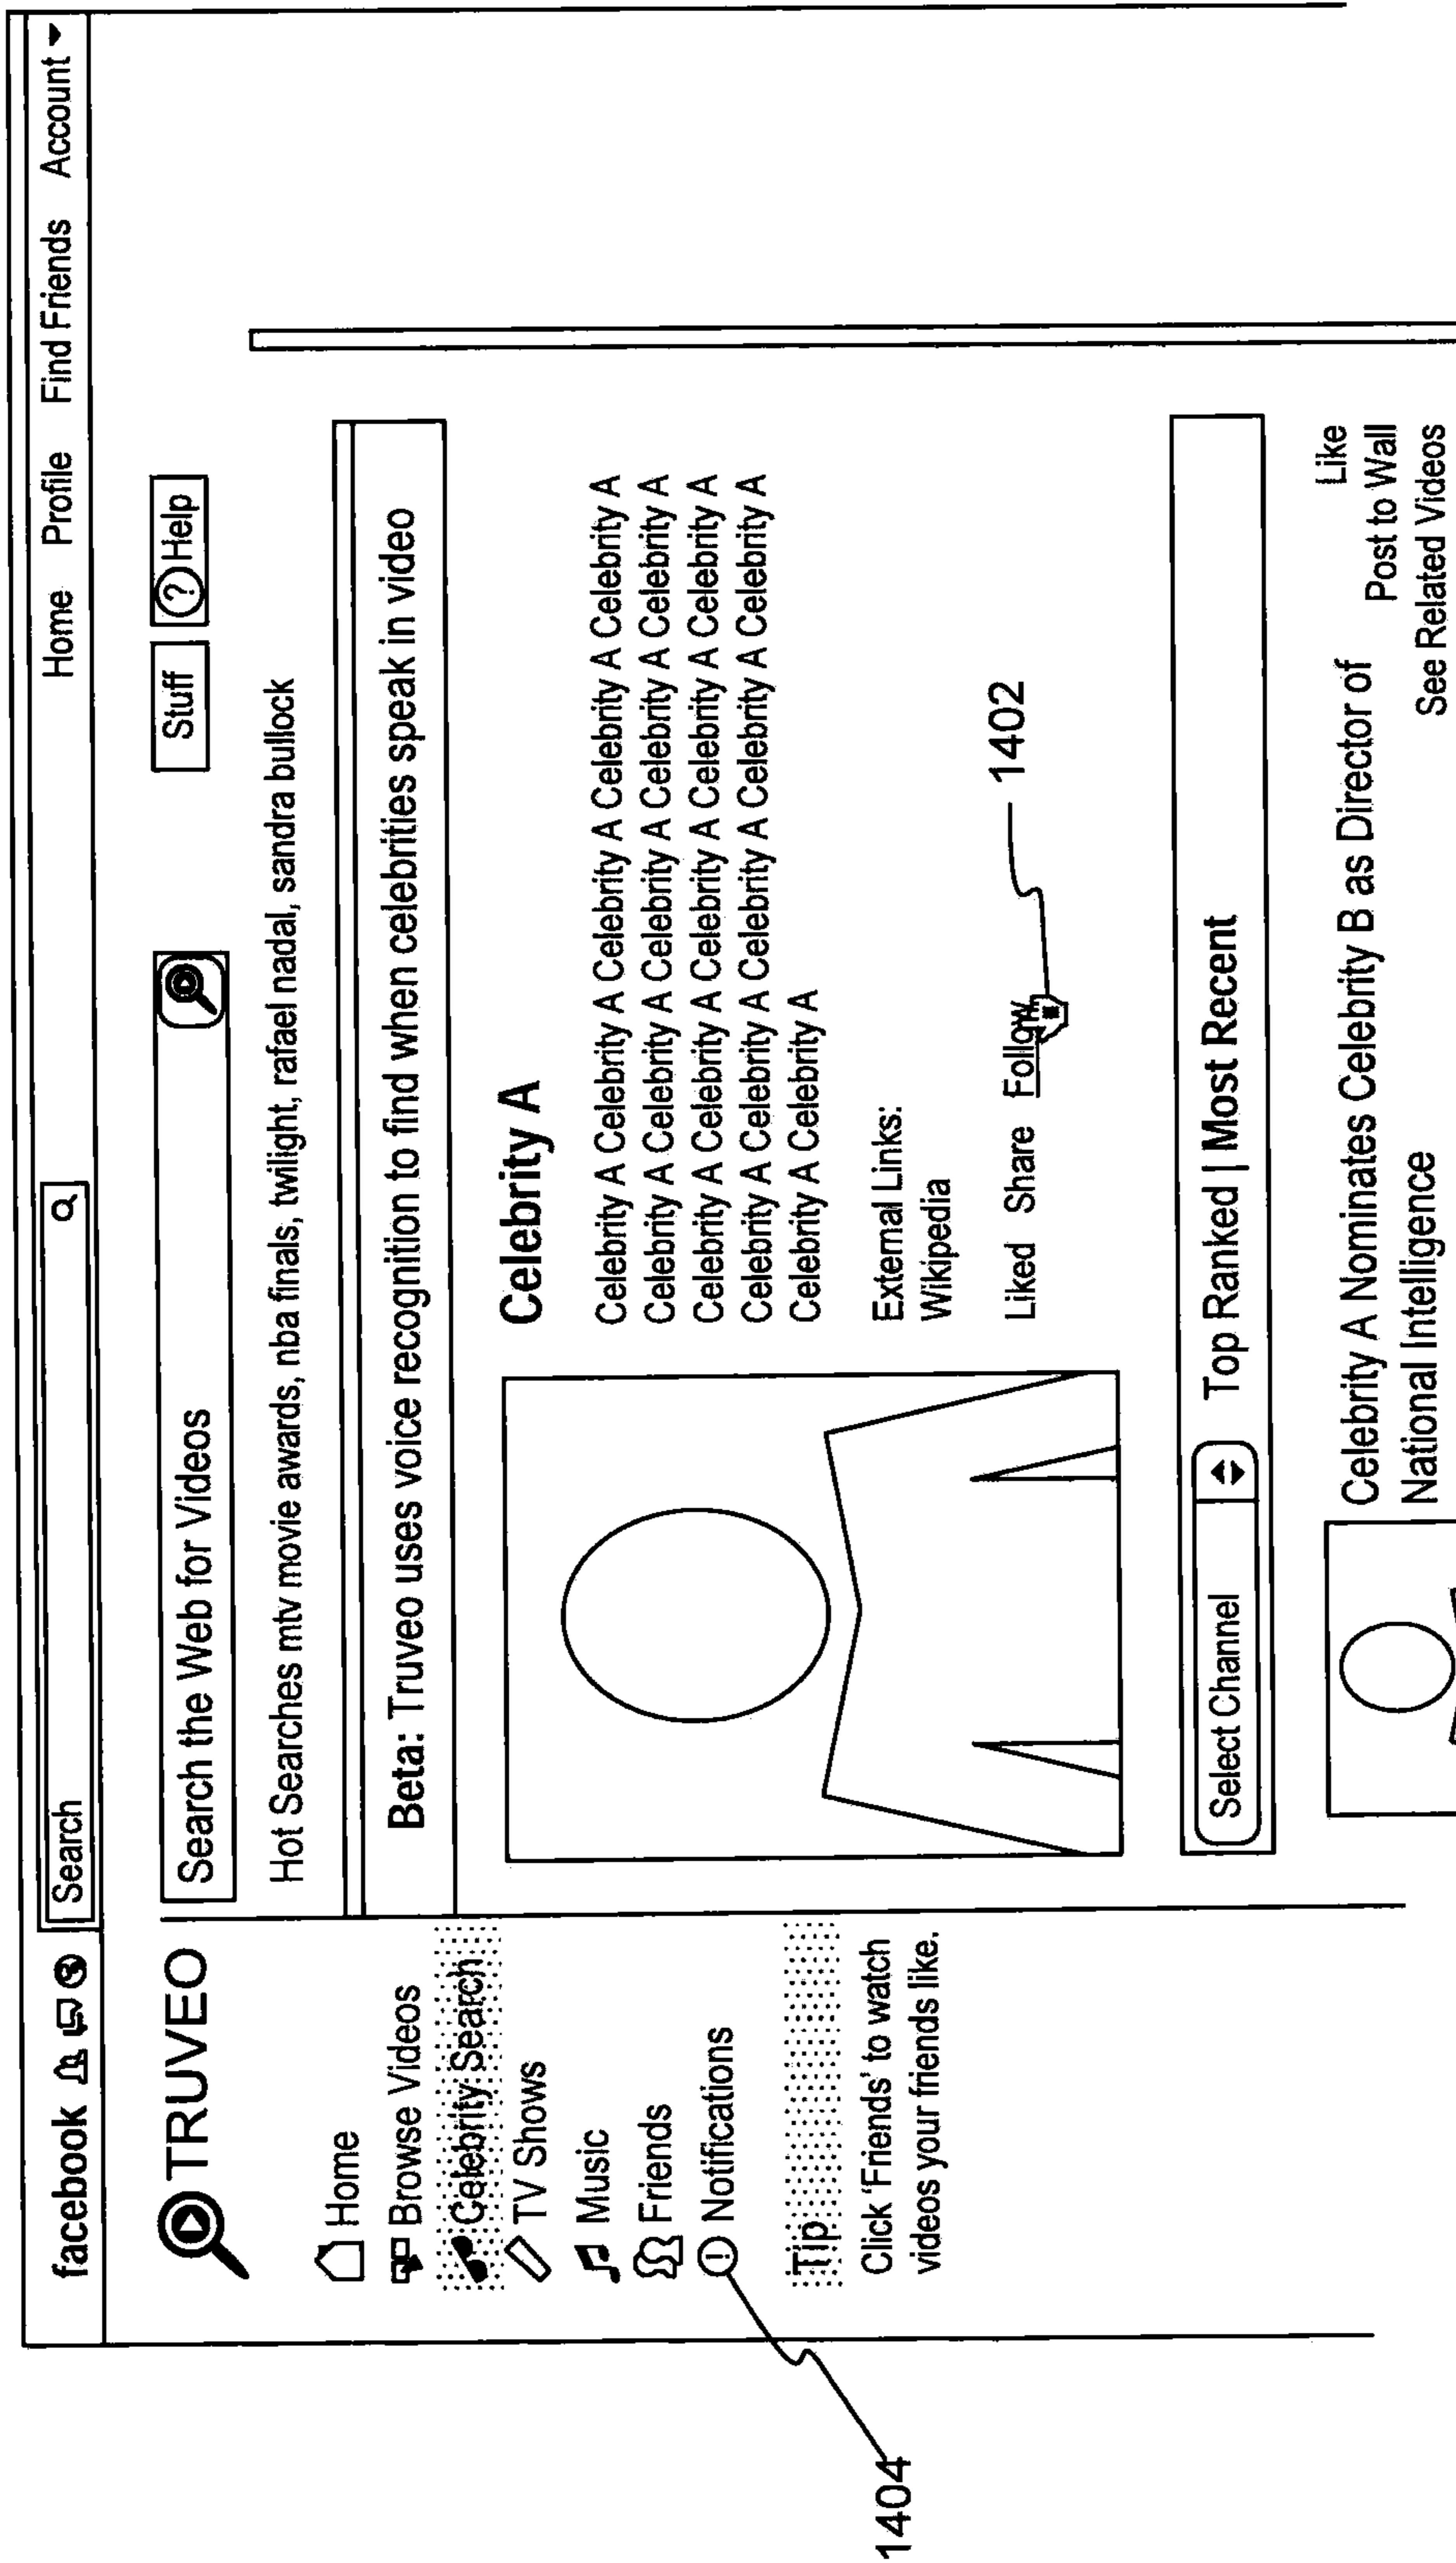 facebook Search Home Profile Find Friends Account
TRUVEO
Search the Web for Videos
Stuff ? Help
Hot Searches mtv movie awards, nba finals, twilight, rafael nadal, sandra bullock
Home
Browse Videos
Celebrity Search
TV Shows
Music
Friends
Notifications
Tip
Click 'Friends' to watch
videos your friends like.
1404
Beta: Truveo uses voice recognition to find when celebrities speak in video
Celebrity A
Celebrity A Celebrity A Celebrity A Celebrity A Celebrity A
Celebrity A Celebrity A Celebrity A Celebrity A Celebrity A
Celebrity A Celebrity A Celebrity A Celebrity A Celebrity A
Celebrity A Celebrity A Celebrity A Celebrity A Celebrity A
Celebrity A Celebrity A
External Links:
Wikipedia
Liked Share Follow
1402
Select Channel Top Ranked | Most Recent
Celebrity A Nominates Celebrity B as Director of
National Intelligence
Like
Post to Wall
See Related Videos